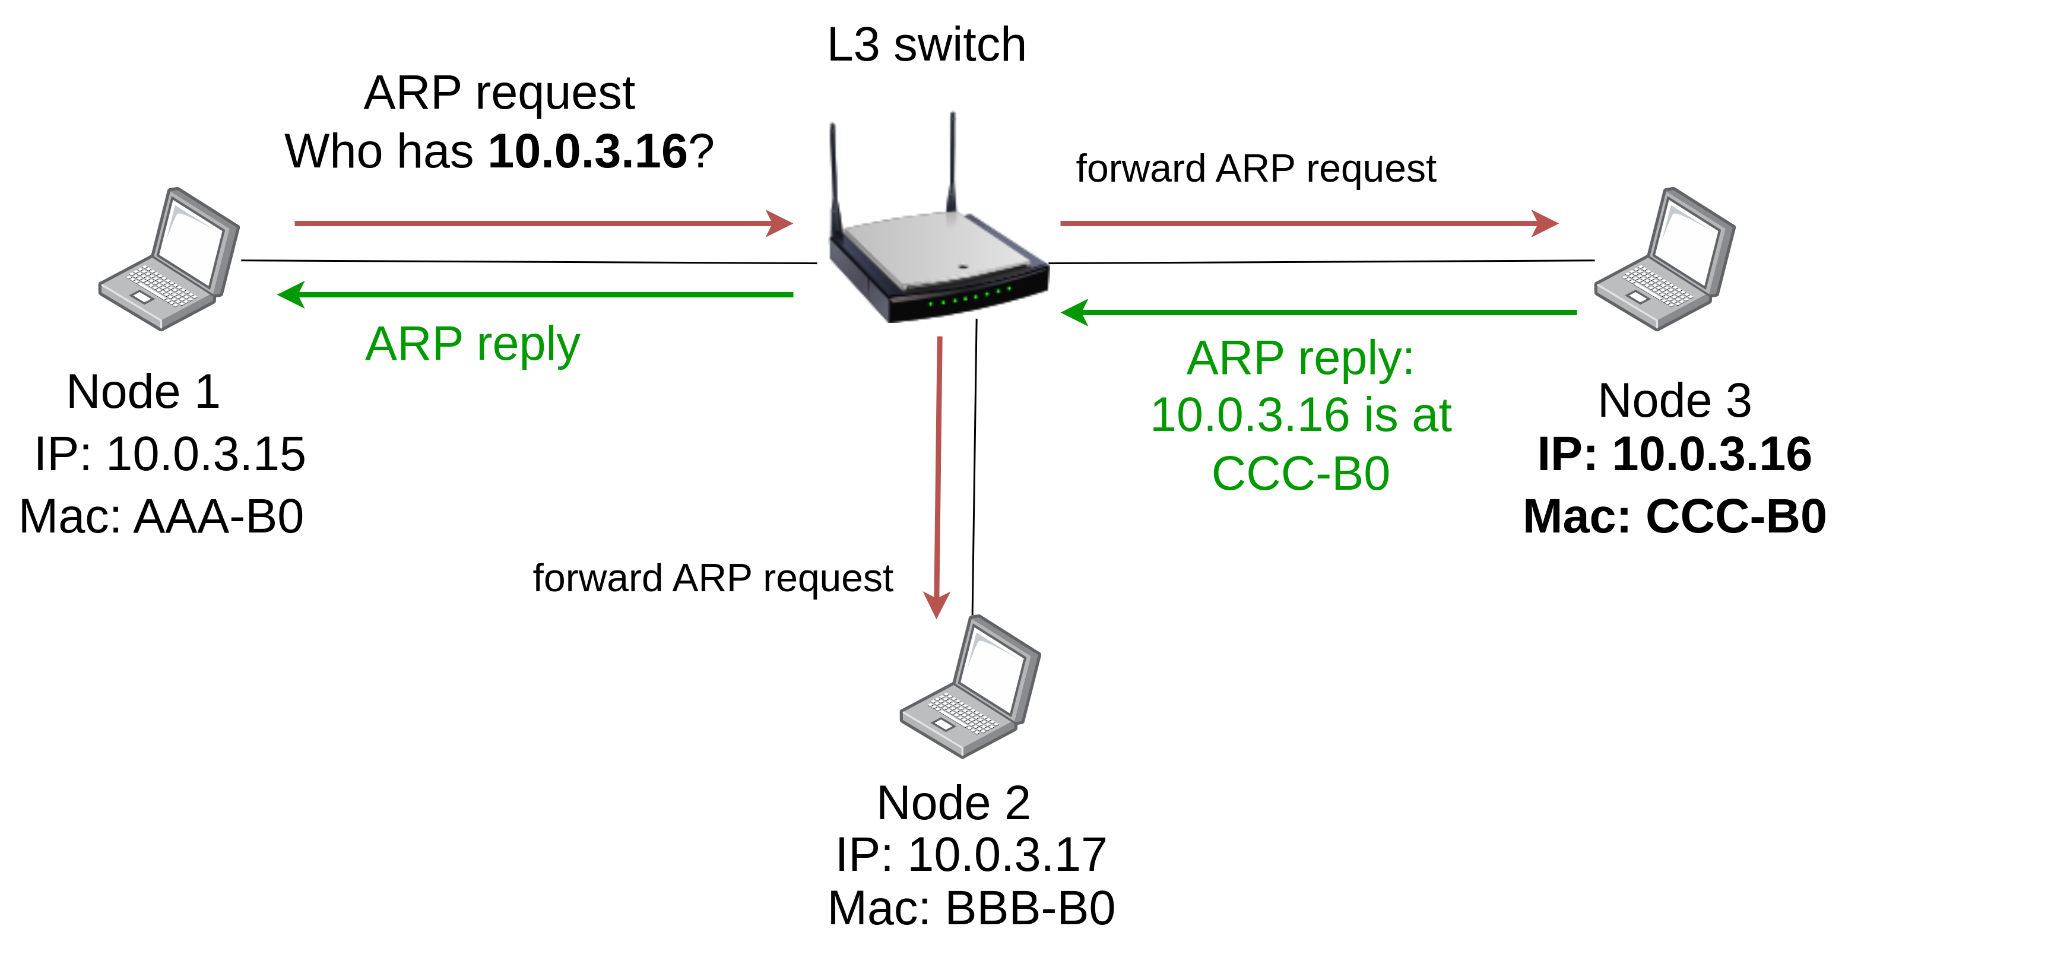 L3 switch
ARP request
Who has 10.0.3.16?
forward ARP request
ARP reply
ARP reply:
10.0.3.16 is at
CCC-B0
Node 1
IP: 10.0.3.15
Mac: AAA-B0
Node 3
IP: 10.0.3.16
Mac: CCC-B0
forward ARP request
Node 2
IP: 10.0.3.17
Mac: BBB-B0